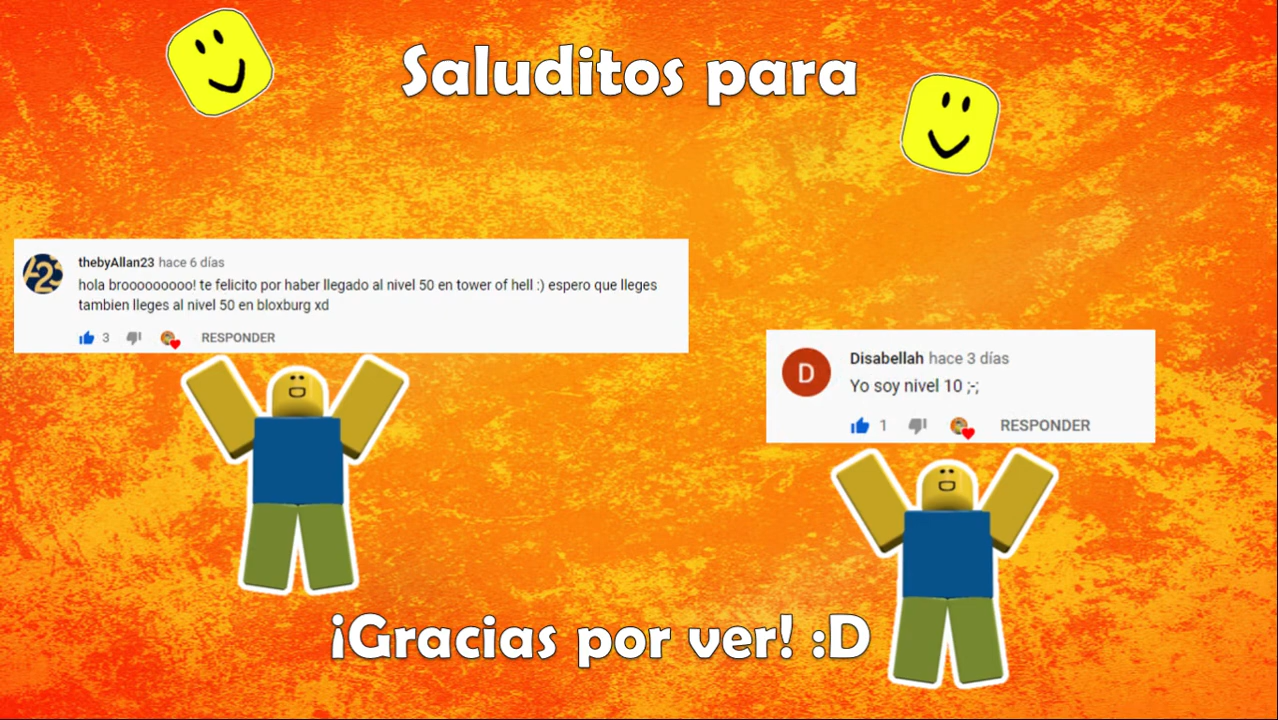 Saluditos para
thebyAllan23 hace 6 días
hola brooooooooo! te felicito por haber llegado al nivel 50 en tower of hell :) espero que lleges
tambien lleges al nivel 50 en bloxburg xd
3 RESPONDER
D
Disabellah hace 3 días
Yo soy nivel 10 ;-;
1 RESPONDER
¡Gracias por ver! :D